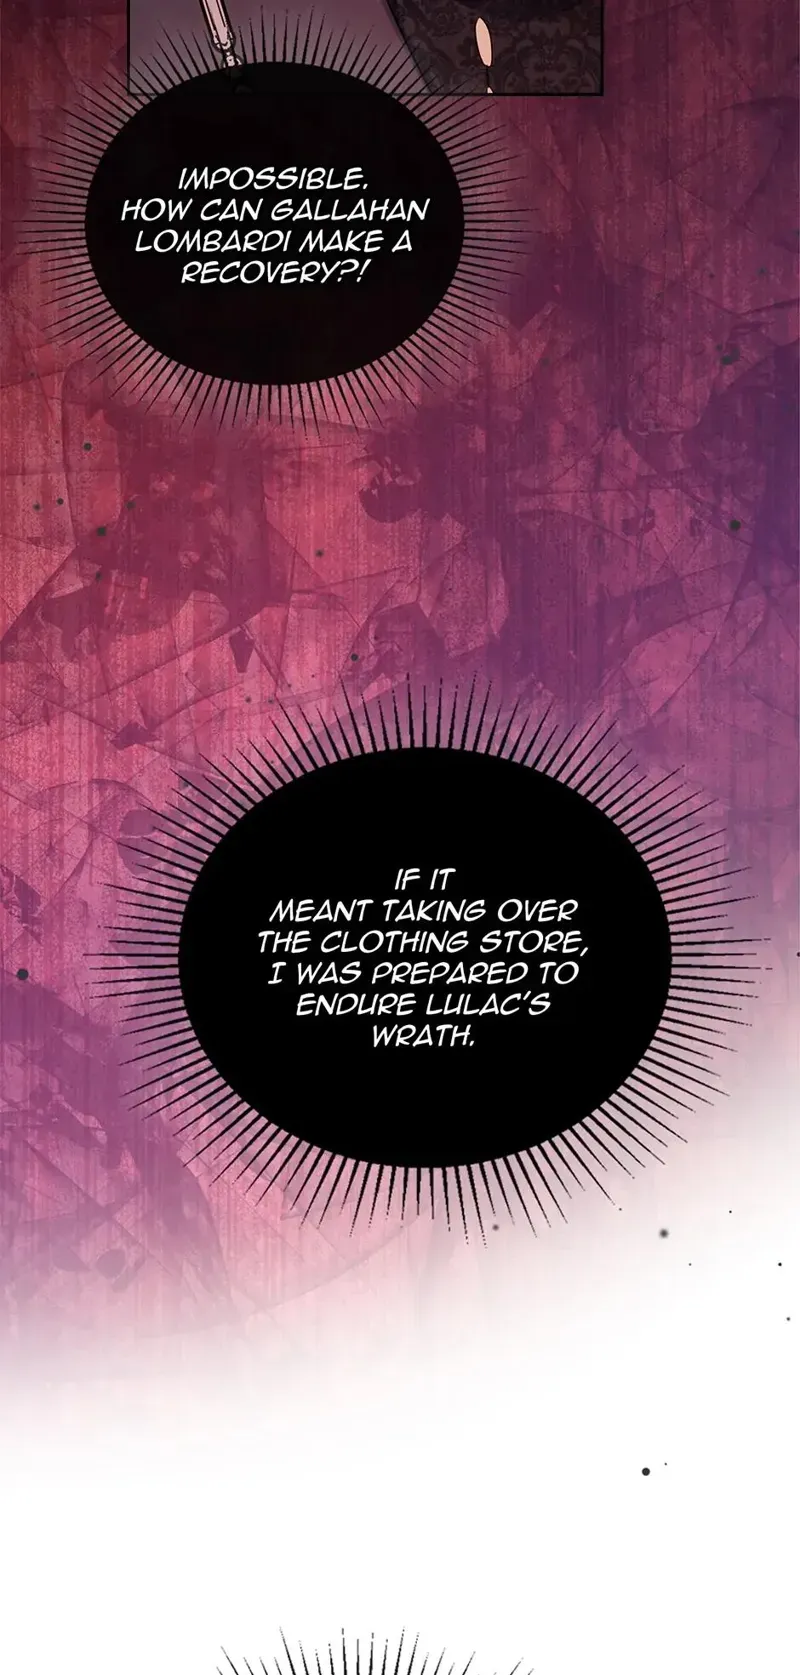 IMPOSSIBLE.
HOW CAN GALLAHAN
LOMBARDI MAKE A
RECOVERY?!
IF IT
MEANT TAKING OVER
THE CLOTHING STORE,
I WAS PREPARED TO
ENDURE LULAC'S
WRATH.